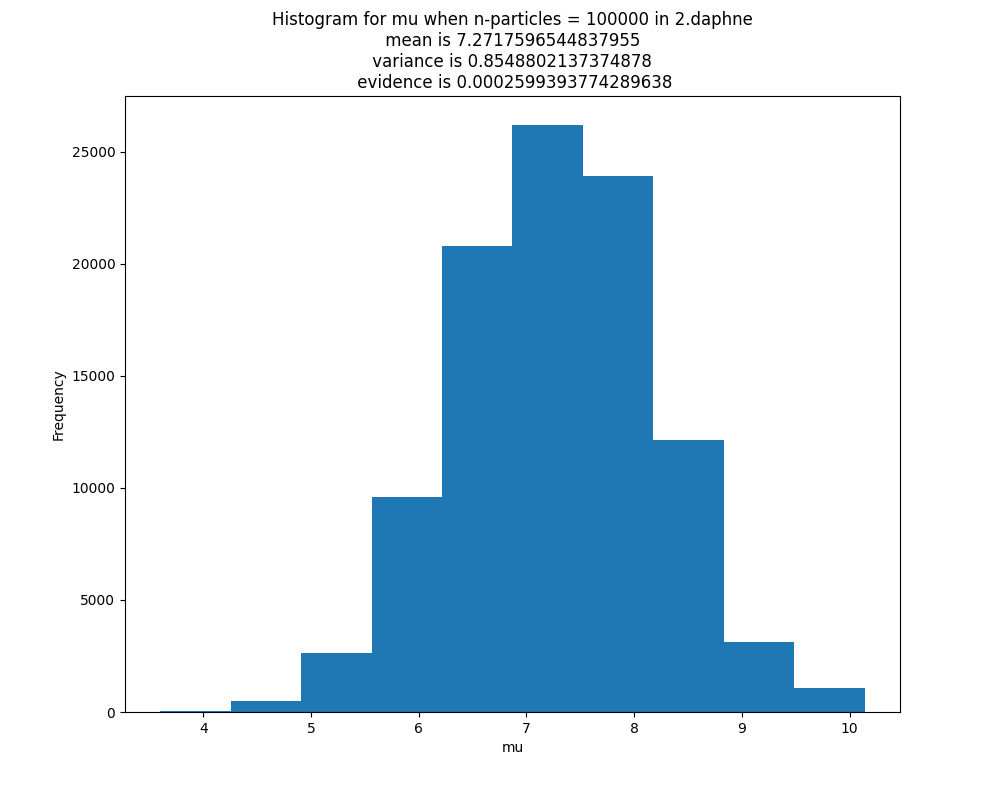 Histogram for mu when n-particles = 100000 in 2.daphne
mean is 7.2717596544837955
variance is 0.8548802137374878
evidence is 0.0002599393774289638
25000
20000
15000
10000
5000
0
Frequency
4 5 6 7 8 9 10
mu